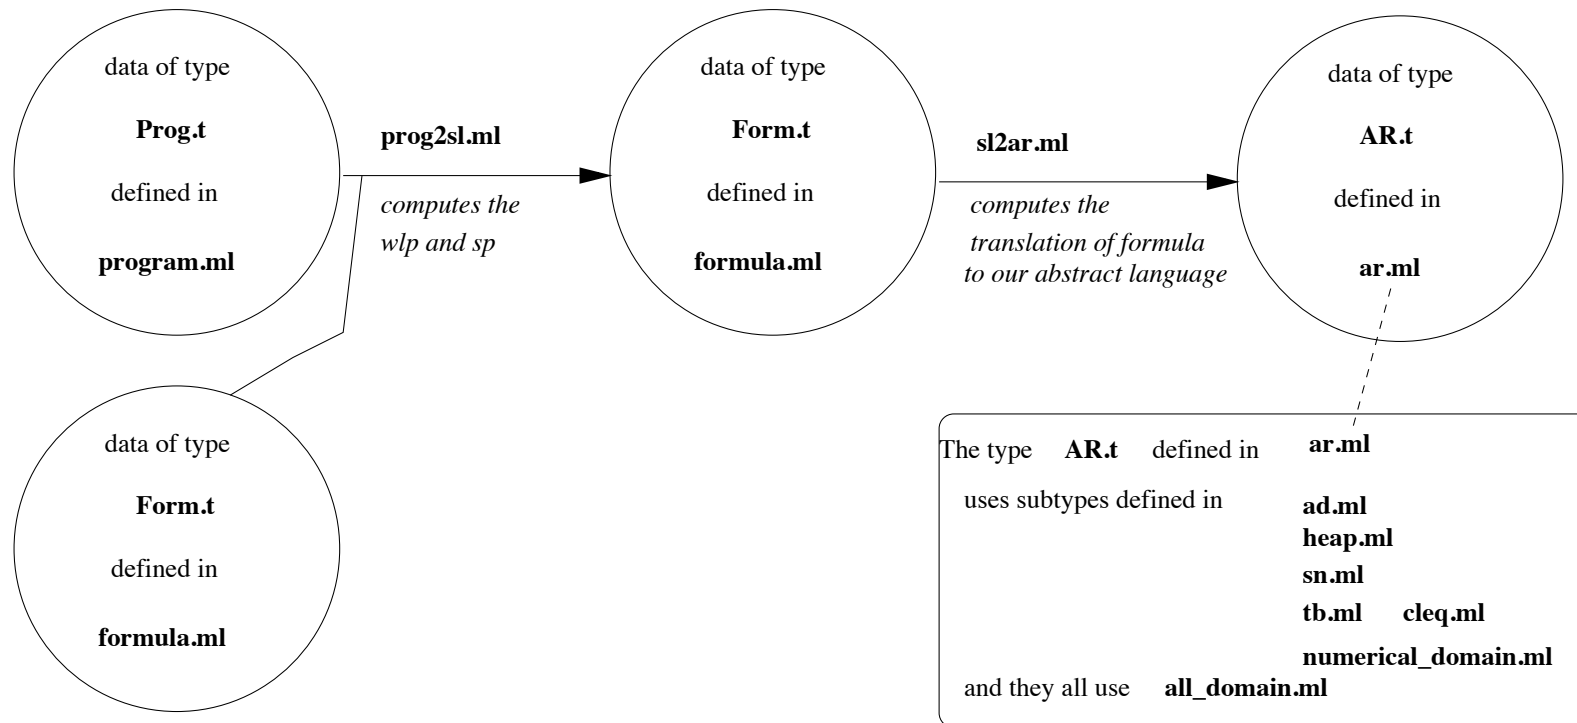 data of type
Prog.t
defined in
program.ml
prog2sl.ml
computes the
wlp and sp
data of type
Form.t
defined in
formula.ml
sl2ar.ml
computes the
translation of formula
to our abstract language
data of type
AR.t
defined in
ar.ml
data of type
Form.t
defined in
formula.ml
The type AR.t defined in ar.ml
uses subtypes defined in ad.ml
heap.ml
sn.ml
tb.ml cleq.ml
numerical_domain.ml
and they all use all_domain.ml